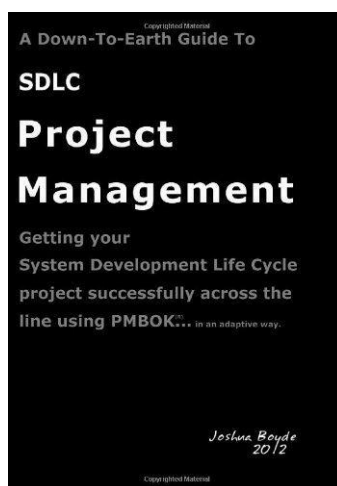 Copyrighted Material
A Down-To-Earth Guide To
SDLC
Project
Management
Getting your
System Development Life Cycle
project successfully across the
line using PMBOK... in an adaptive way.
Joshua Boyde
2012
Copyrighted Material